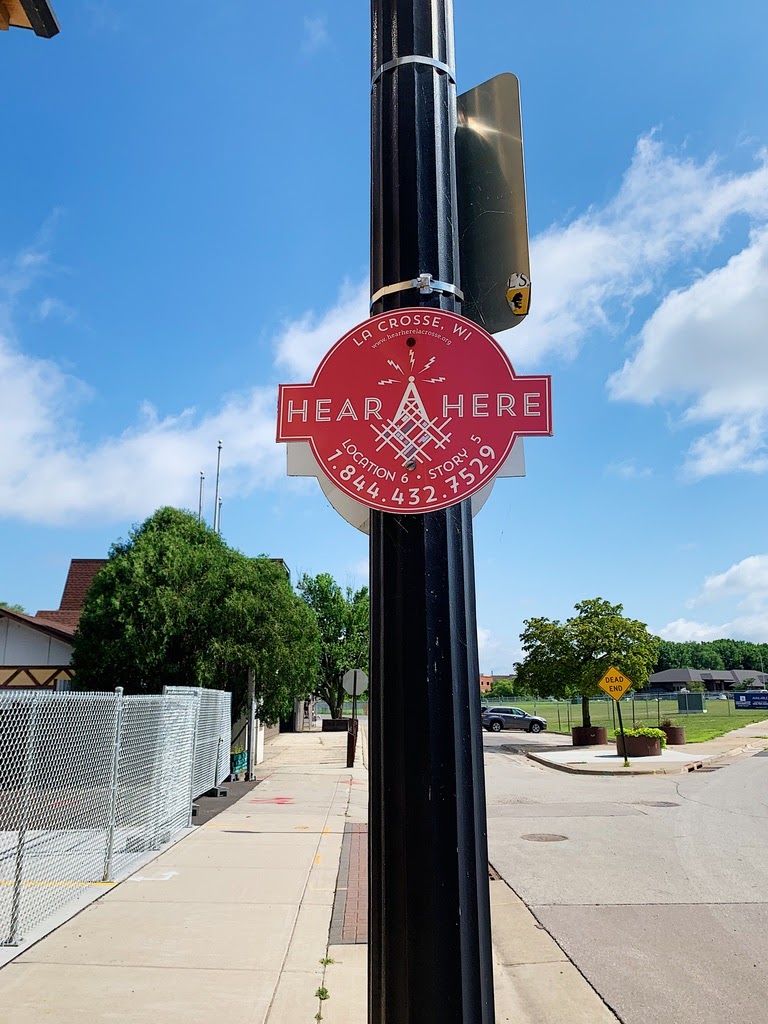 LA CROSSE, WI
www.hearherelacrosse.org
HEAR HERE
LOCATION 6 • STORY 5
1.844.432.7529
DEAD
END